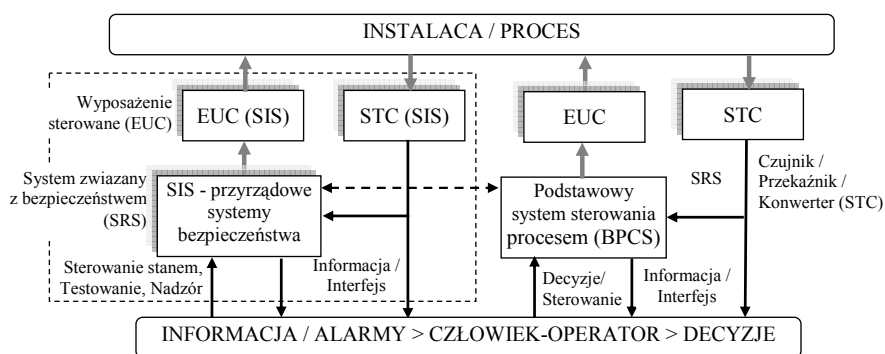 INSTALACA / PROCES
Wyposażenie
sterowane (EUC)
EUC (SIS)
STC (SIS)
EUC
STC
System związany
z bezpieczeństwem
(SRS)
SIS - przyrządowe
systemy
bezpieczeństwa
Podstawowy
system sterowania
procesem (BPCS)
SRS
Czujnik /
Przekaźnik /
Konwerter (STC)
Sterowanie stanem,
Testowanie, Nadzór
Informacja /
Interfejs
Decyzje/
Sterowanie
Informacja /
Interfejs
INFORMACJA / ALARMY > CZŁOWIEK-OPERATOR > DECYZJE